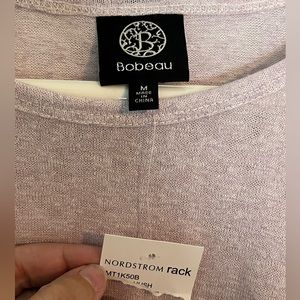 B
Bobeau
M
MADE
IN
CHINA
NORDSTROM rack
MT1K50B